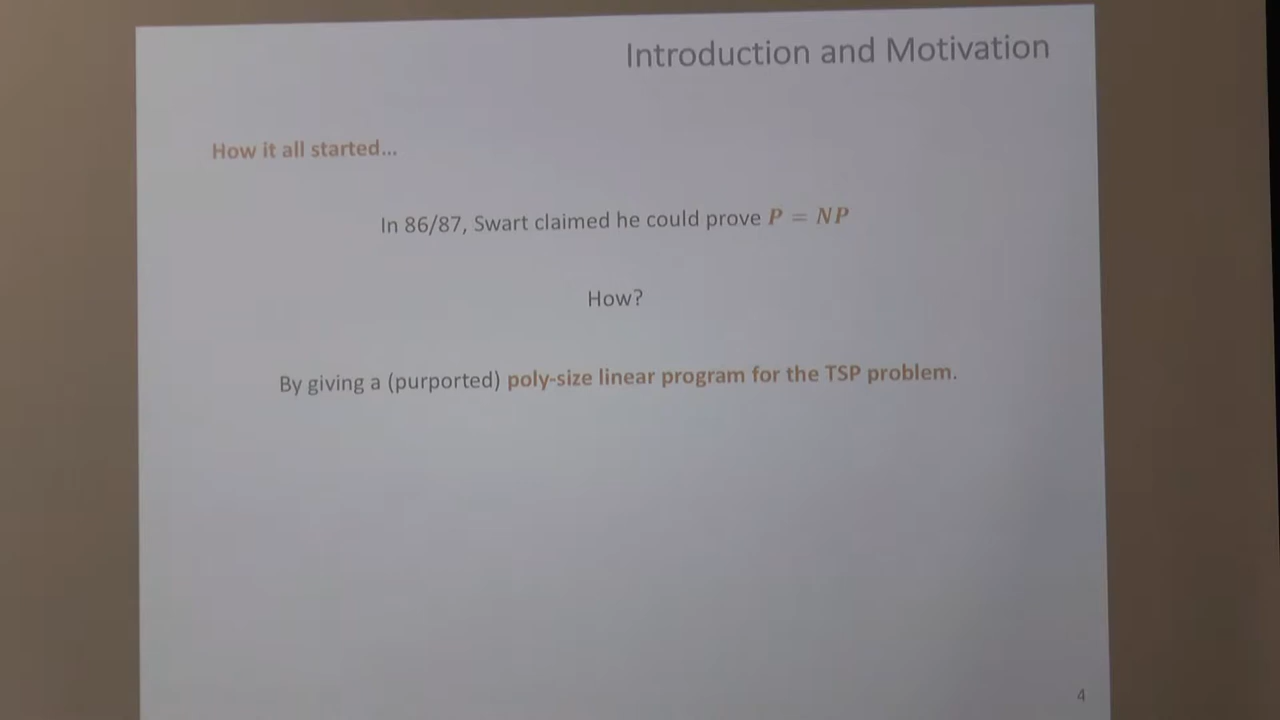 Introduction and Motivation
How it all started...
In 86/87, Swart claimed he could prove P = NP
How?
By giving a (purported) poly-size linear program for the TSP problem.
4